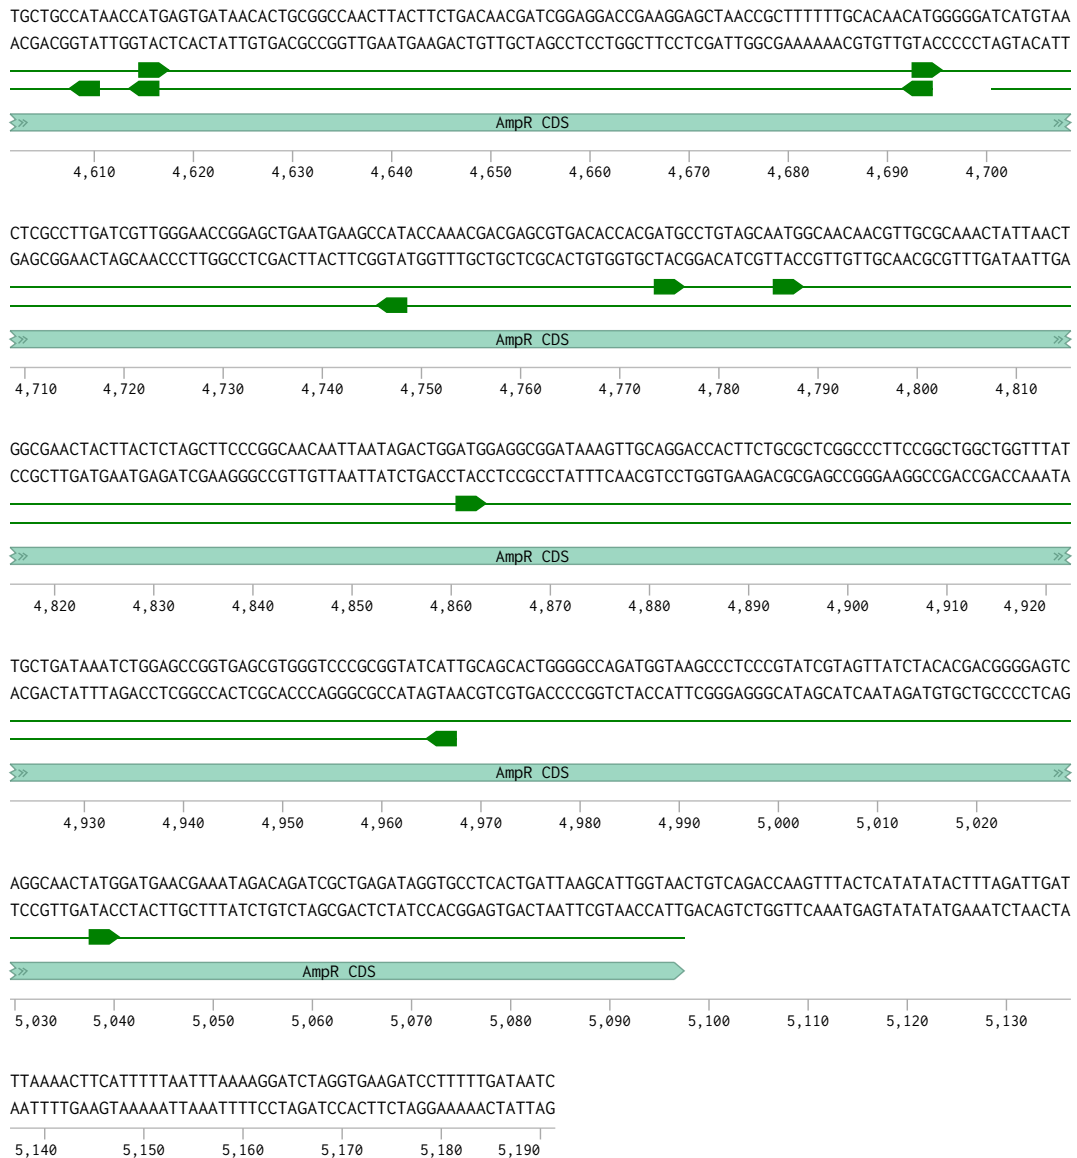 TGCTGCCATAACCATGAGTGATAACACTGCGGCCAACTTACTTCTGACAACGATCGGAGGACCGAAGGAGCTAACCGCTTTTTTGCACAACATGGGGGATCATGTAA
ACGACGGTATTGGTACTCACTATTGTGACGCCGGTTGAATGAAGACTGTTGCTAGCCTCCTGGCTTCCTCGATTGGCGAAAAAACGTGTTGTACCCCCTAGTACATT
AmpR CDS
4,610 4,620 4,630 4,640 4,650 4,660 4,670 4,680 4,690 4,700
CTCGCCTTGATCGTTGGGAACCGGAGCTGAATGAAGCCATACCAAACGACGAGCGTGACACCACGATGCCTGTAGCAATGGCAACAACGTTGCGCAAACTATTAACT
GAGCGGAACTAGCAACCCTTGGCCTCGACTTACTTCGGTATGGTTTGCTGCTCGCACTGTGGTGCTACGGACATCGTTACCGTTGTTGCAACGCGTTTGATAATTGA
AmpR CDS
4,710 4,720 4,730 4,740 4,750 4,760 4,770 4,780 4,790 4,800 4,810
GGCGAACTACTTACTCTAGCTTCCCGGCAACAATTAATAGACTGGATGGAGGCGGATAAAGTTGCAGGACCACTTCTGCGCTCGGCCCTTCCGGCTGGCTGGTTTAT
CCGCTTGATGAATGAGATCGAAGGGCCGTTGTTAATTATCTGACCTACCTCCGCCTATTTCAACGTCCTGGTGAAGACGCGAGCCGGGAAGGCCGACCGACCAAATA
AmpR CDS
4,820 4,830 4,840 4,850 4,860 4,870 4,880 4,890 4,900 4,910 4,920
TGCTGATAAATCTGGAGCCGGTGAGCGTGGGTCCCGCGGTATCATTGCAGCACTGGGGCCAGATGGTAAGCCCTCCCGTATCGTAGTTATCTACACGACGGGGAGTC
ACGACTATTTAGACCTCGGCCACTCGCACCCAGGGCGCCATAGTAACGTCGTGACCCCGGTCTACCATTCGGGAGGGCATAGCATCAATAGATGTGCTGCCCCTCAG
AmpR CDS
4,930 4,940 4,950 4,960 4,970 4,980 4,990 5,000 5,010 5,020
AGGCAACTATGGATGAACGAAATAGACAGATCGCTGAGATAGGTGCCTCACTGATTAAGCATTGGTAACTGTCAGACCAAGTTTACTCATATATACTTTAGATTGAT
TCCGTTGATACCTACTTGCTTTATCTGTCTAGCGACTCTATCCACGGAGTGACTAATTCGTAACCATTGACAGTCTGGTTCAAATGAGTATATATGAAATCTAACTA
AmpR CDS
5,030 5,040 5,050 5,060 5,070 5,080 5,090 5,100 5,110 5,120 5,130
TTAAAACTTCATTTTTAATTTAAAAGGATCTAGGTGAAGATCCTTTTTGATAATC
AATTTTGAAGTAAAAATTAAATTTTCCTAGATCCACTTCTAGGAAAAACTATTAG
5,140 5,150 5,160 5,170 5,180 5,190